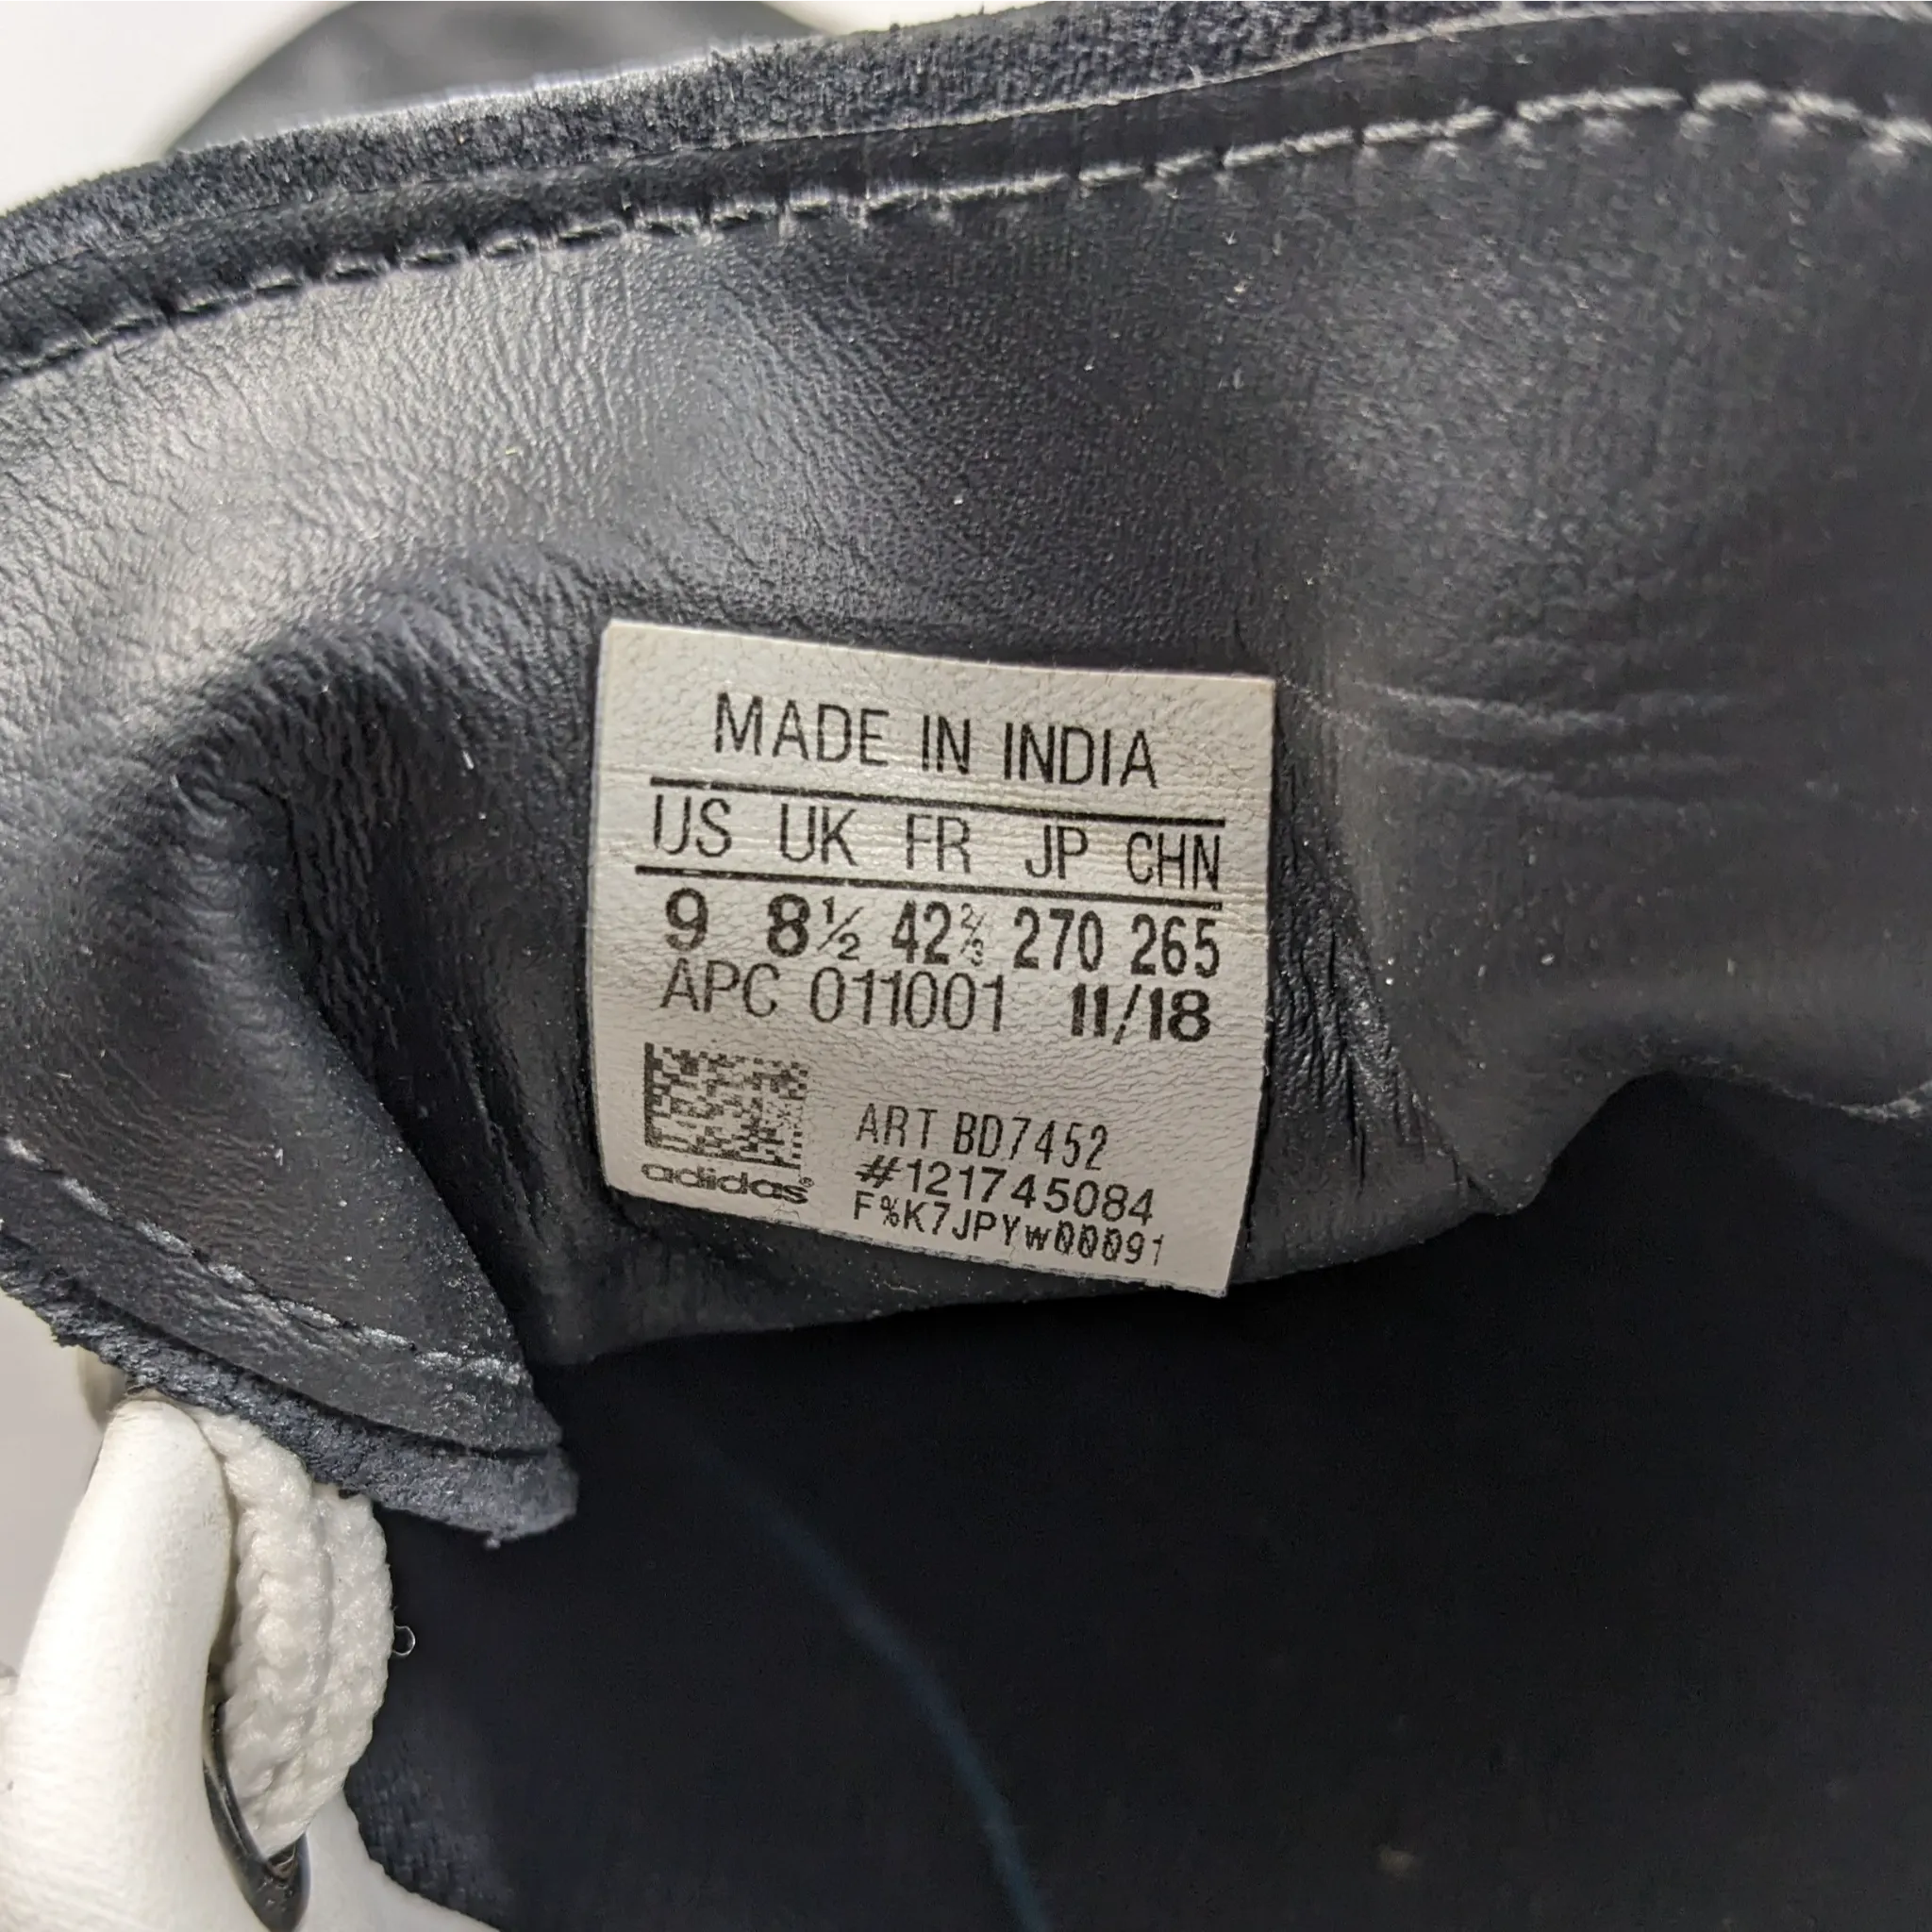 MADE IN INDIA
US UK FR JP CHN
9 8½ 42⅔ 270 265
APC 011001 11/18
ART BD7452
#121745084
adidas®
F%K7JPYw00091